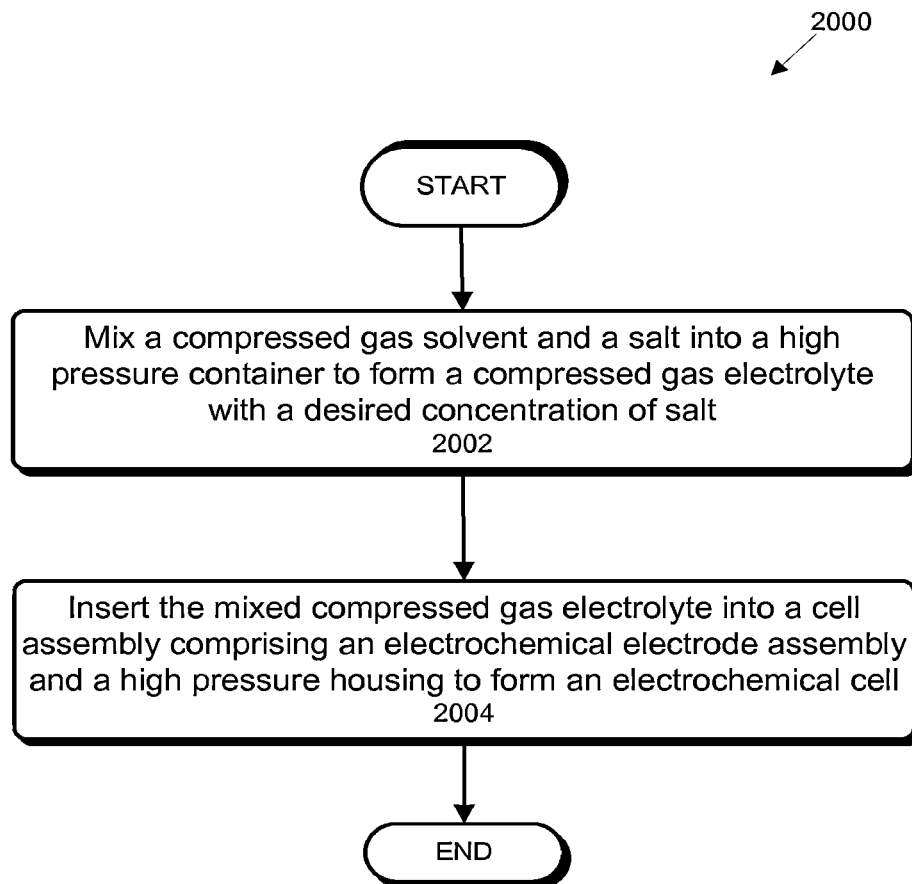 2000
START
Mix a compressed gas solvent and a salt into a high
pressure container to form a compressed gas electrolyte
with a desired concentration of salt
2002
Insert the mixed compressed gas electrolyte into a cell
assembly comprising an electrochemical electrode assembly
and a high pressure housing to form an electrochemical cell
2004
END